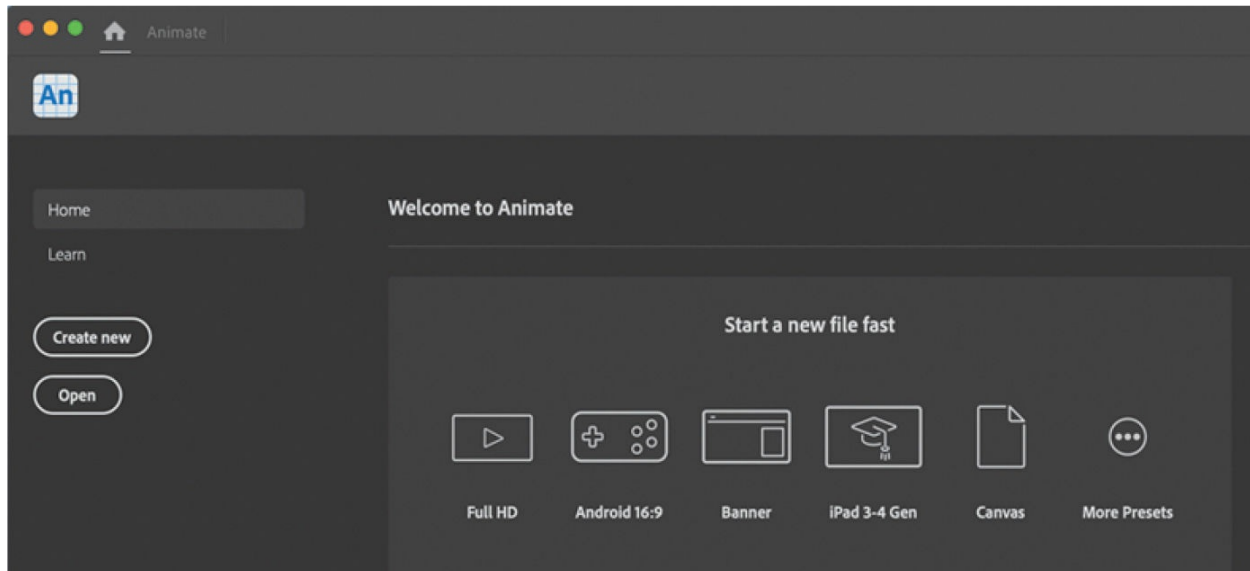 Animate
An
Home
Learn
Create new
Open
Welcome to Animate
Start a new file fast
Full HD
Android 16:9
Banner
iPad 3-4 Gen
Canvas
More Presets